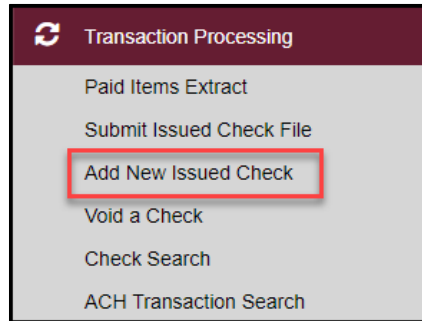 Transaction Processing
Paid Items Extract
Submit Issued Check File
Add New Issued Check
Void a Check
Check Search
ACH Transaction Search